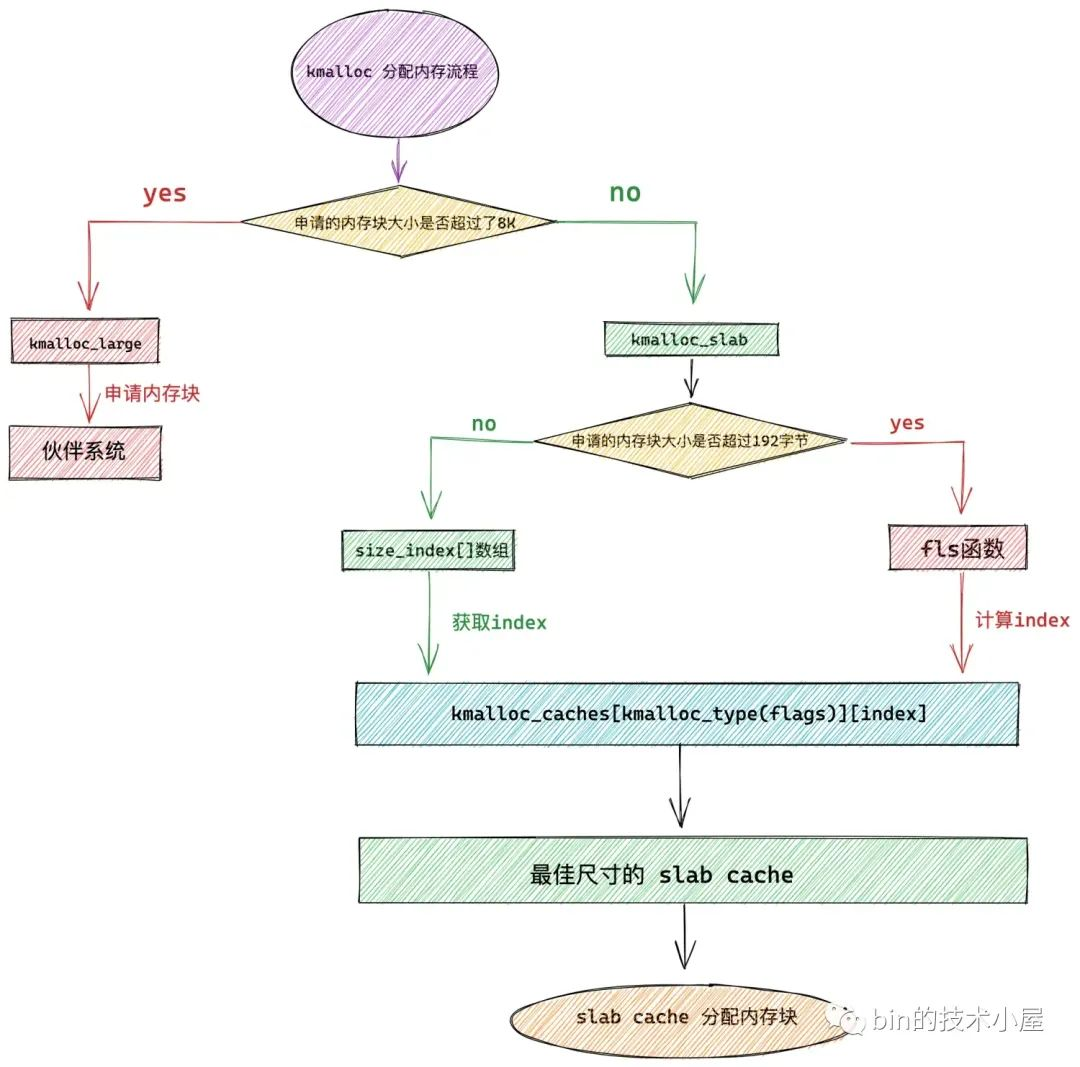 kmalloc 分配内存流程
yes
no
申请的内存块大小是否超过了8K
kmalloc_large
kmalloc_slab
申请内存块
伙伴系统
no
yes
申请的内存块大小是否超过192字节
size_index[]数组
fls函数
获取index
计算index
kmalloc_caches[kmalloc_type(flags)][index]
最佳尺寸的 slab cache
slab cache 分配内存块
bin的技术小屋